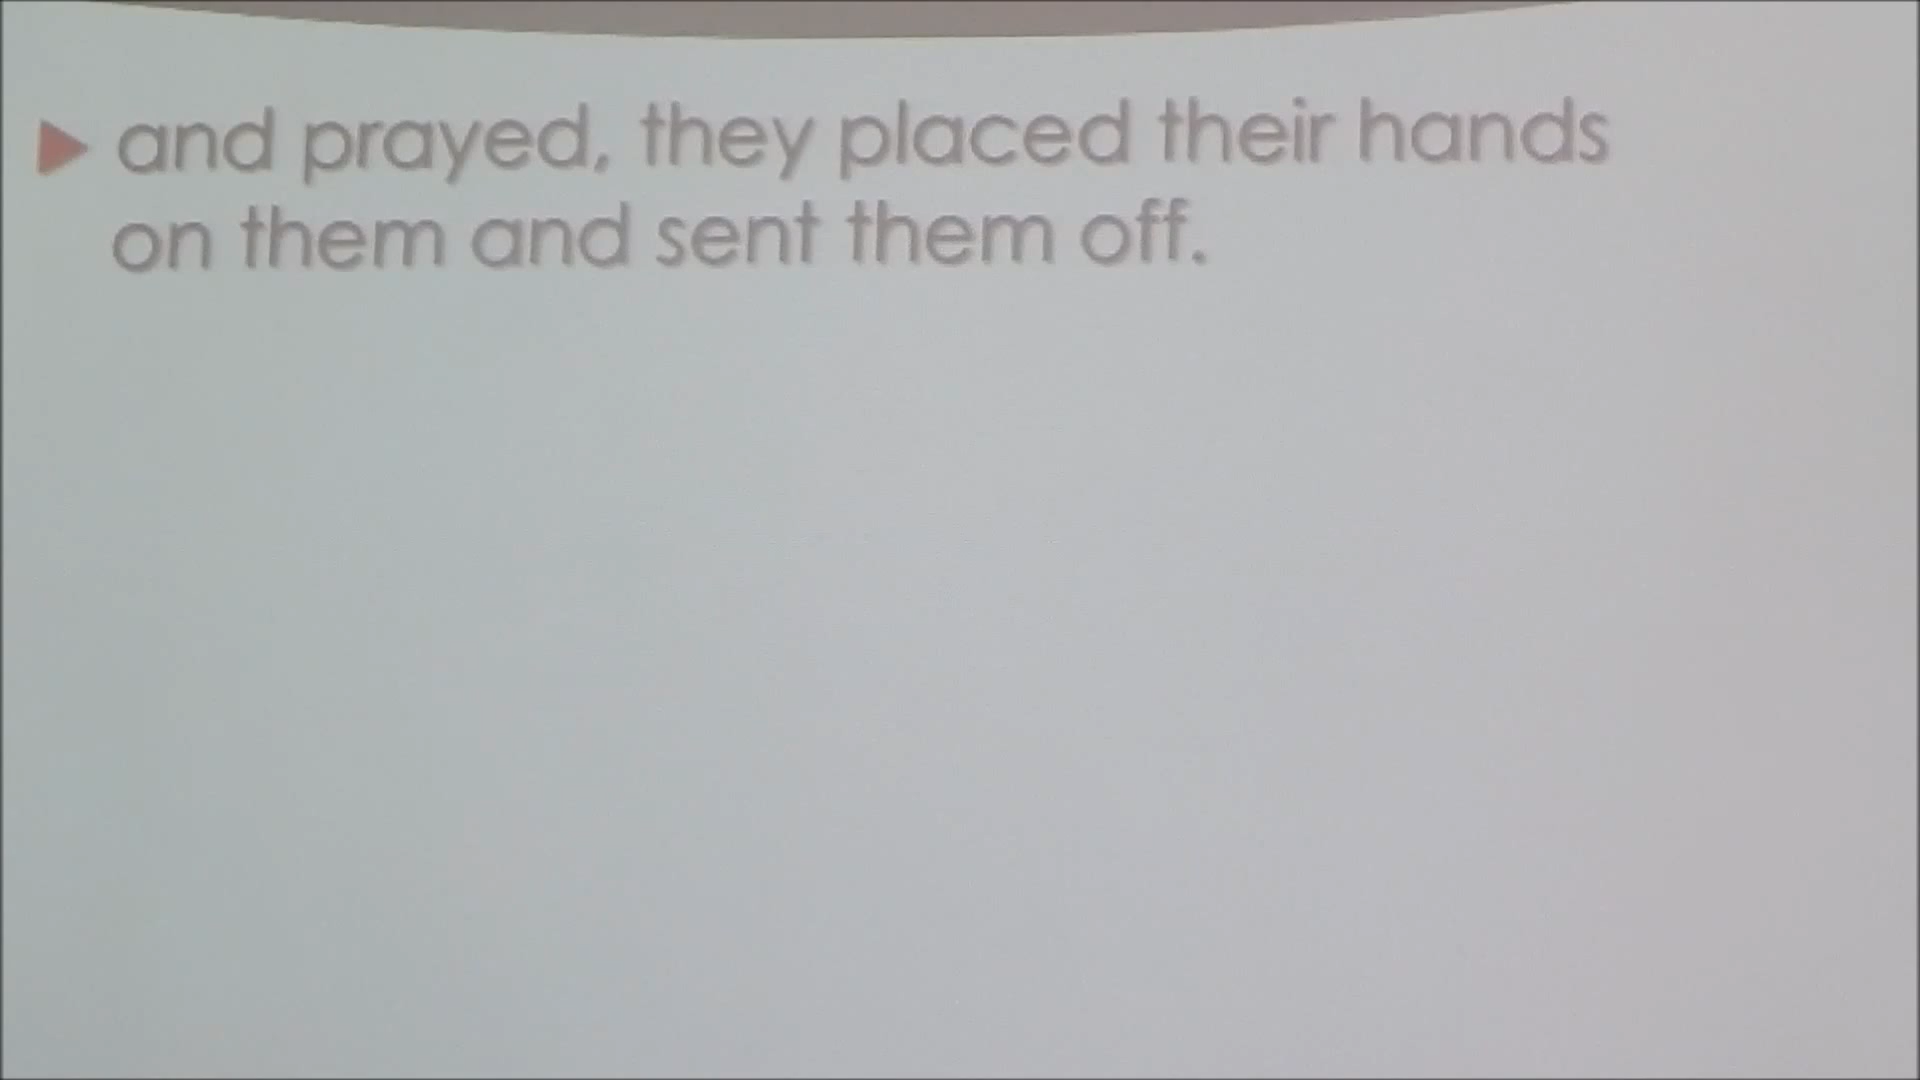 and prayed, they placed their hands
on them and sent them off.